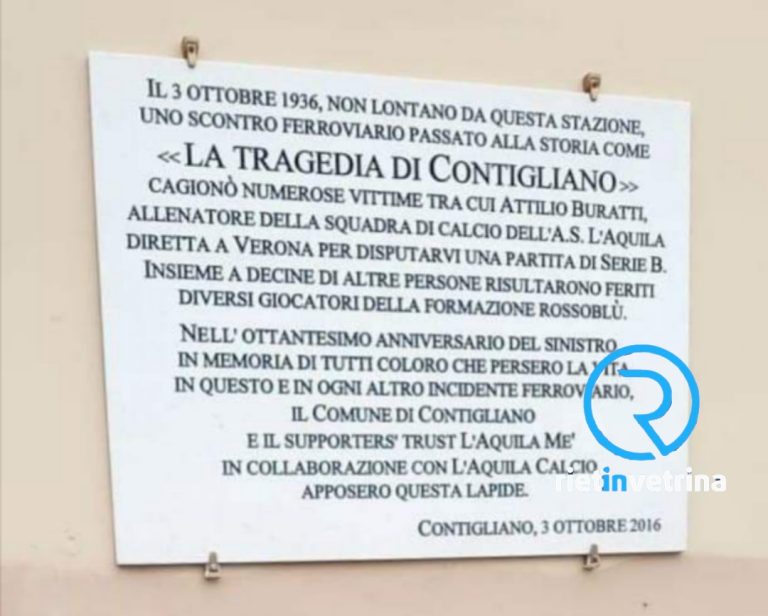 IL 3 OTTOBRE 1936, NON LONTANO DA QUESTA STAZIONE,
UNO SCONTRO FERROVIARIO PASSATO ALLA STORIA COME
<<LA TRAGEDIA DI CONTIGLIANO>>
CAGIONÒ NUMEROSE VITTIME TRA CUI ATTILIO BURATTI,
ALLENATORE DELLA SQUADRA DI CALCIO DELL'A.S. L'AQUILA
DIRETTA A VERONA PER DISPUTARVI UNA PARTITA DI SERIE B.
INSIEME A DECINE DI ALTRE PERSONE RISULTARONO FERITI
DIVERSI GIOCATORI DELLA FORMAZIONE ROSSOBLÙ.
NELL' OTTANTESIMO ANNIVERSARIO DEL SINISTRO
IN MEMORIA DI TUTTI COLORO CHE PERSERO LA VITA
IN QUESTO E IN OGNI ALTRO INCIDENTE FERROVIARIO,
IL COMUNE DI CONTIGLIANO
E IL SUPPORTERS' TRUST L'AQUILA ME'
IN COLLABORAZIONE CON L'AQUILA CALCIO
APPOSERO QUESTA LAPIDE.
CONTIGLIANO, 3 OTTOBRE 2016
R
rietinvetrina